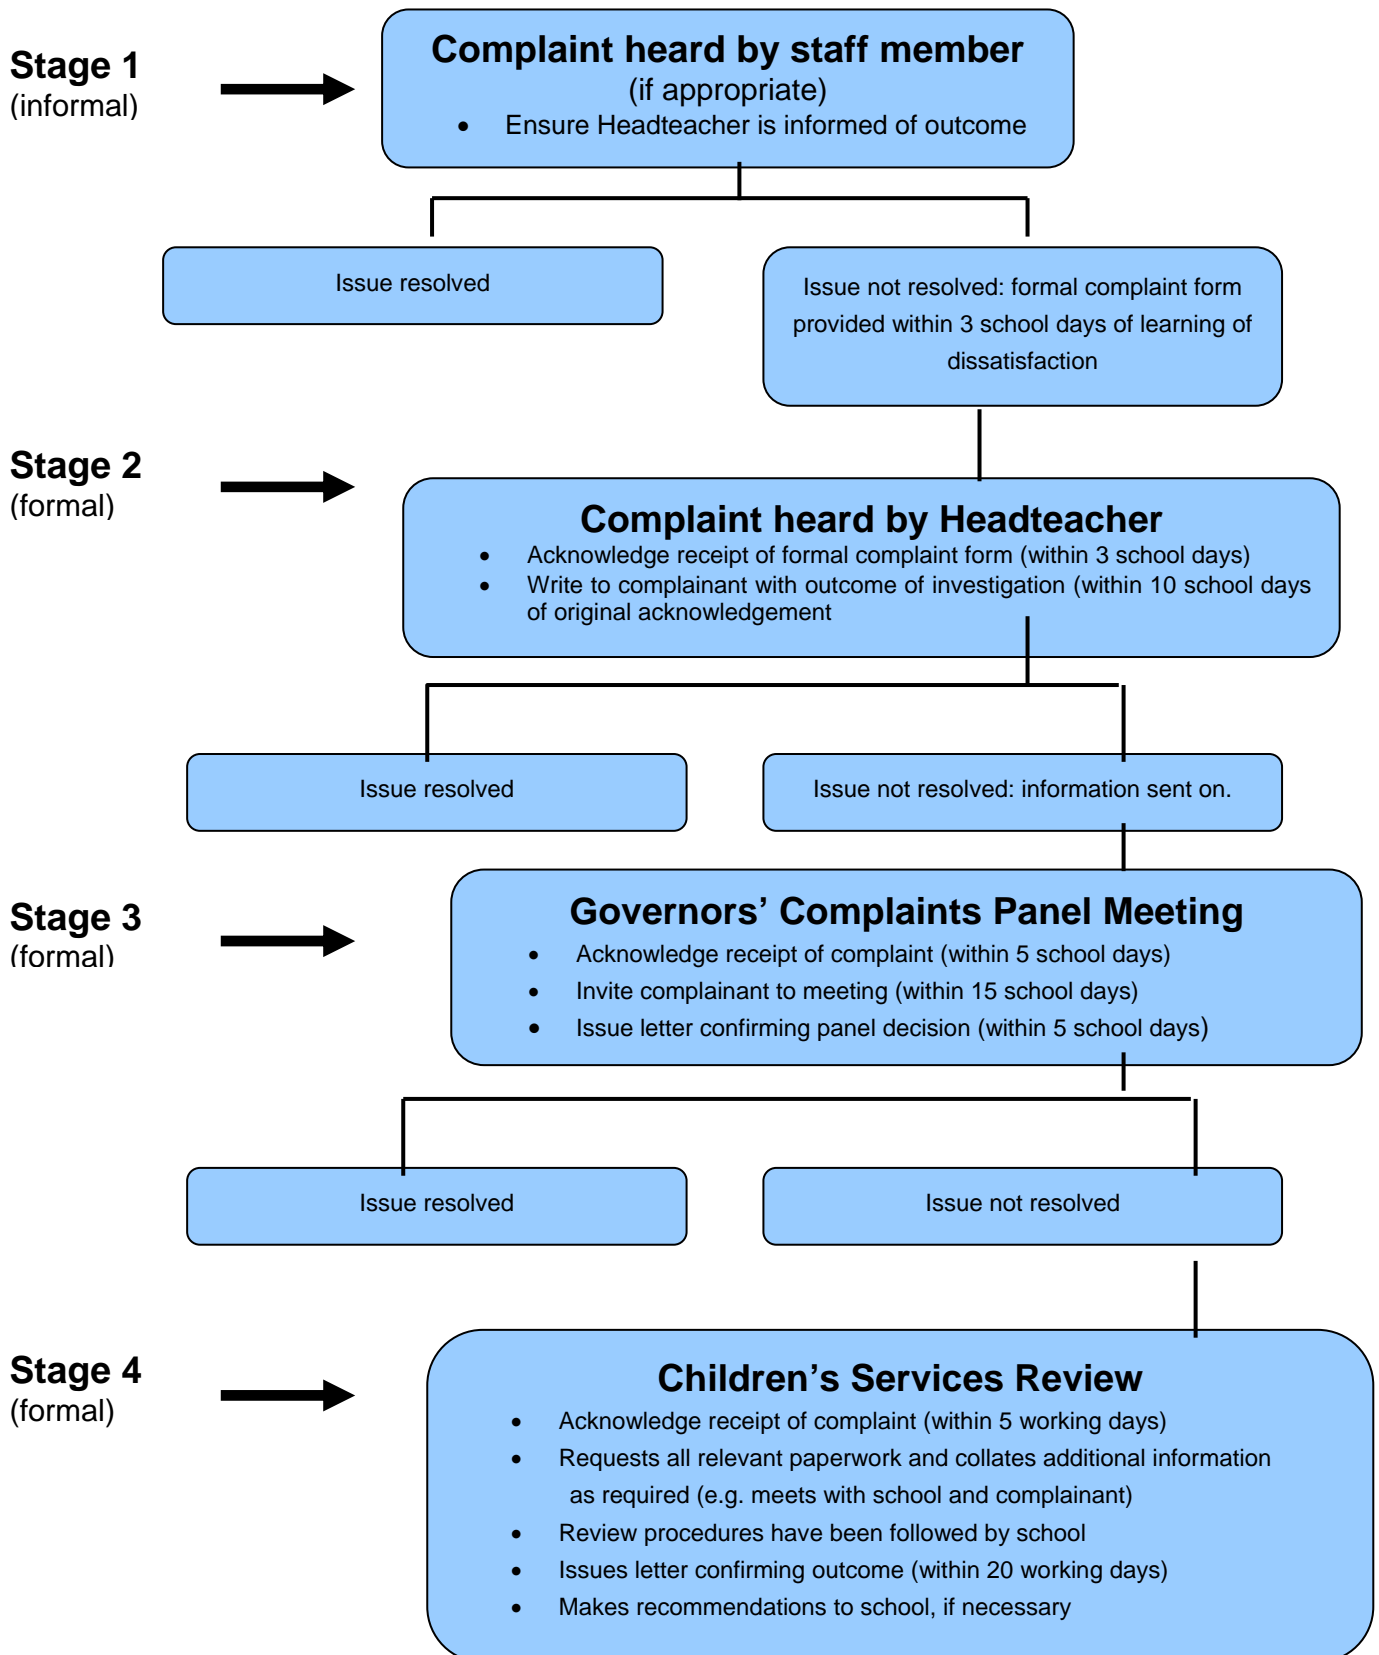 Stage 1
(informal)
Complaint heard by staff member
(if appropriate)
• Ensure Headteacher is informed of outcome
Issue resolved
Issue not resolved: formal complaint form
provided within 3 school days of learning of
dissatisfaction
Stage 2
(formal)
Complaint heard by Headteacher
• Acknowledge receipt of formal complaint form (within 3 school days)
• Write to complainant with outcome of investigation (within 10 school days
of original acknowledgement
Issue resolved
Issue not resolved: information sent on.
Stage 3
(formal)
Governors’ Complaints Panel Meeting
• Acknowledge receipt of complaint (within 5 school days)
• Invite complainant to meeting (within 15 school days)
• Issue letter confirming panel decision (within 5 school days)
Issue resolved
Issue not resolved
Stage 4
(formal)
Children’s Services Review
• Acknowledge receipt of complaint (within 5 working days)
• Requests all relevant paperwork and collates additional information
as required (e.g. meets with school and complainant)
• Review procedures have been followed by school
• Issues letter confirming outcome (within 20 working days)
• Makes recommendations to school, if necessary